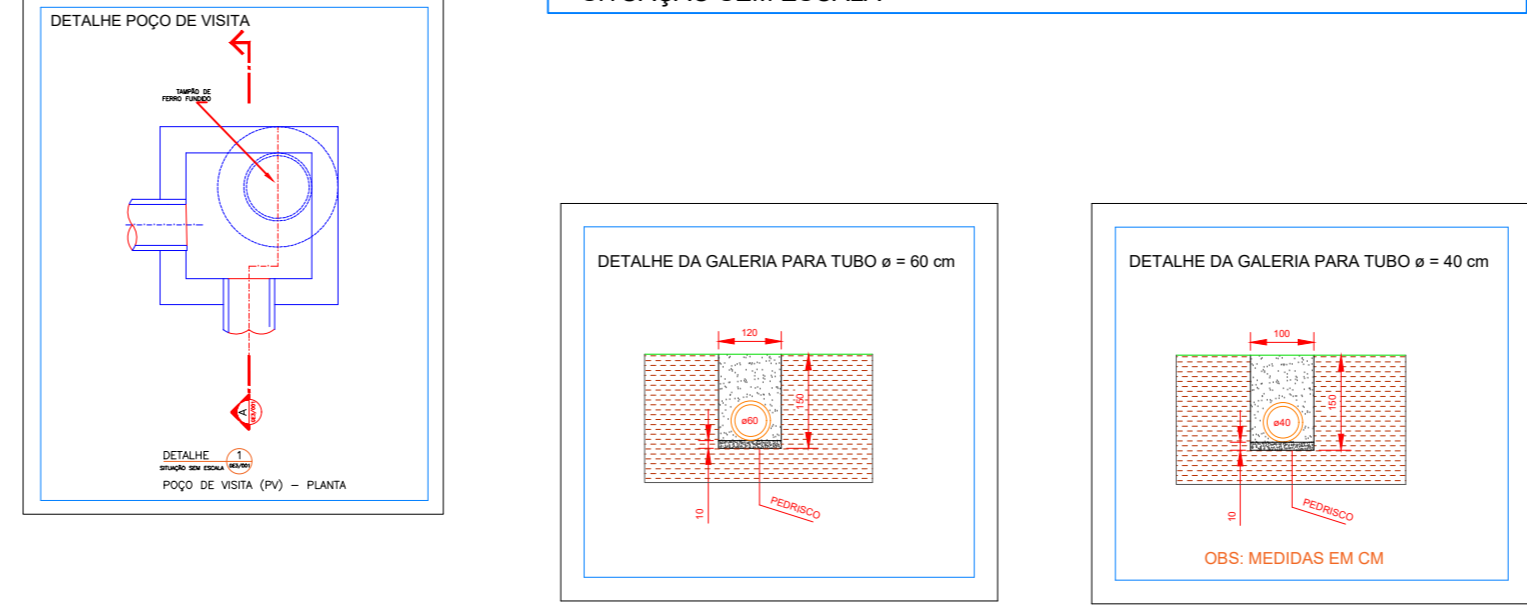 DETALHE POÇO DE VISITA
TAMPÃO DE
FERRO FUNDIDO
A
DETALHE 1
SITUAÇÃO SEM ESCALA
POÇO DE VISITA (PV) – PLANTA
DETALHE DA GALERIA PARA TUBO ø = 60 cm
120
150
ø60
10
PEDRISCO
DETALHE DA GALERIA PARA TUBO ø = 40 cm
100
150
ø40
10
PEDRISCO
OBS: MEDIDAS EM CM